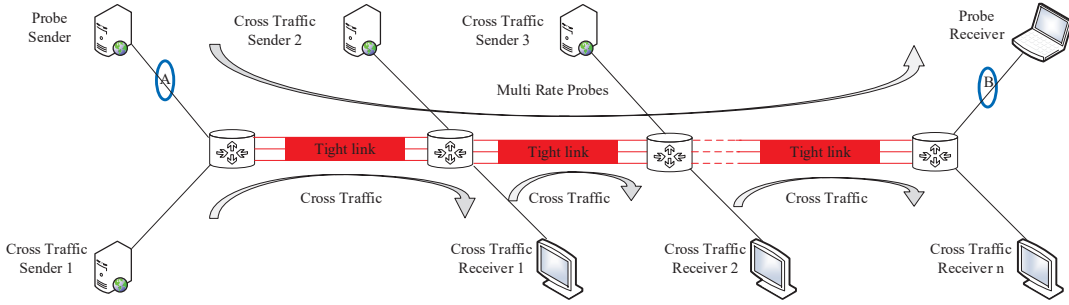 Probe
Sender
Cross Traffic
Sender 2
Cross Traffic
Sender 3
Probe
Receiver
A
Multi Rate Probes
B
Tight link
Tight link
Tight link
Cross Traffic
Cross Traffic
Cross Traffic
Cross Traffic
Sender 1
Cross Traffic
Receiver 1
Cross Traffic
Receiver 2
Cross Traffic
Receiver n